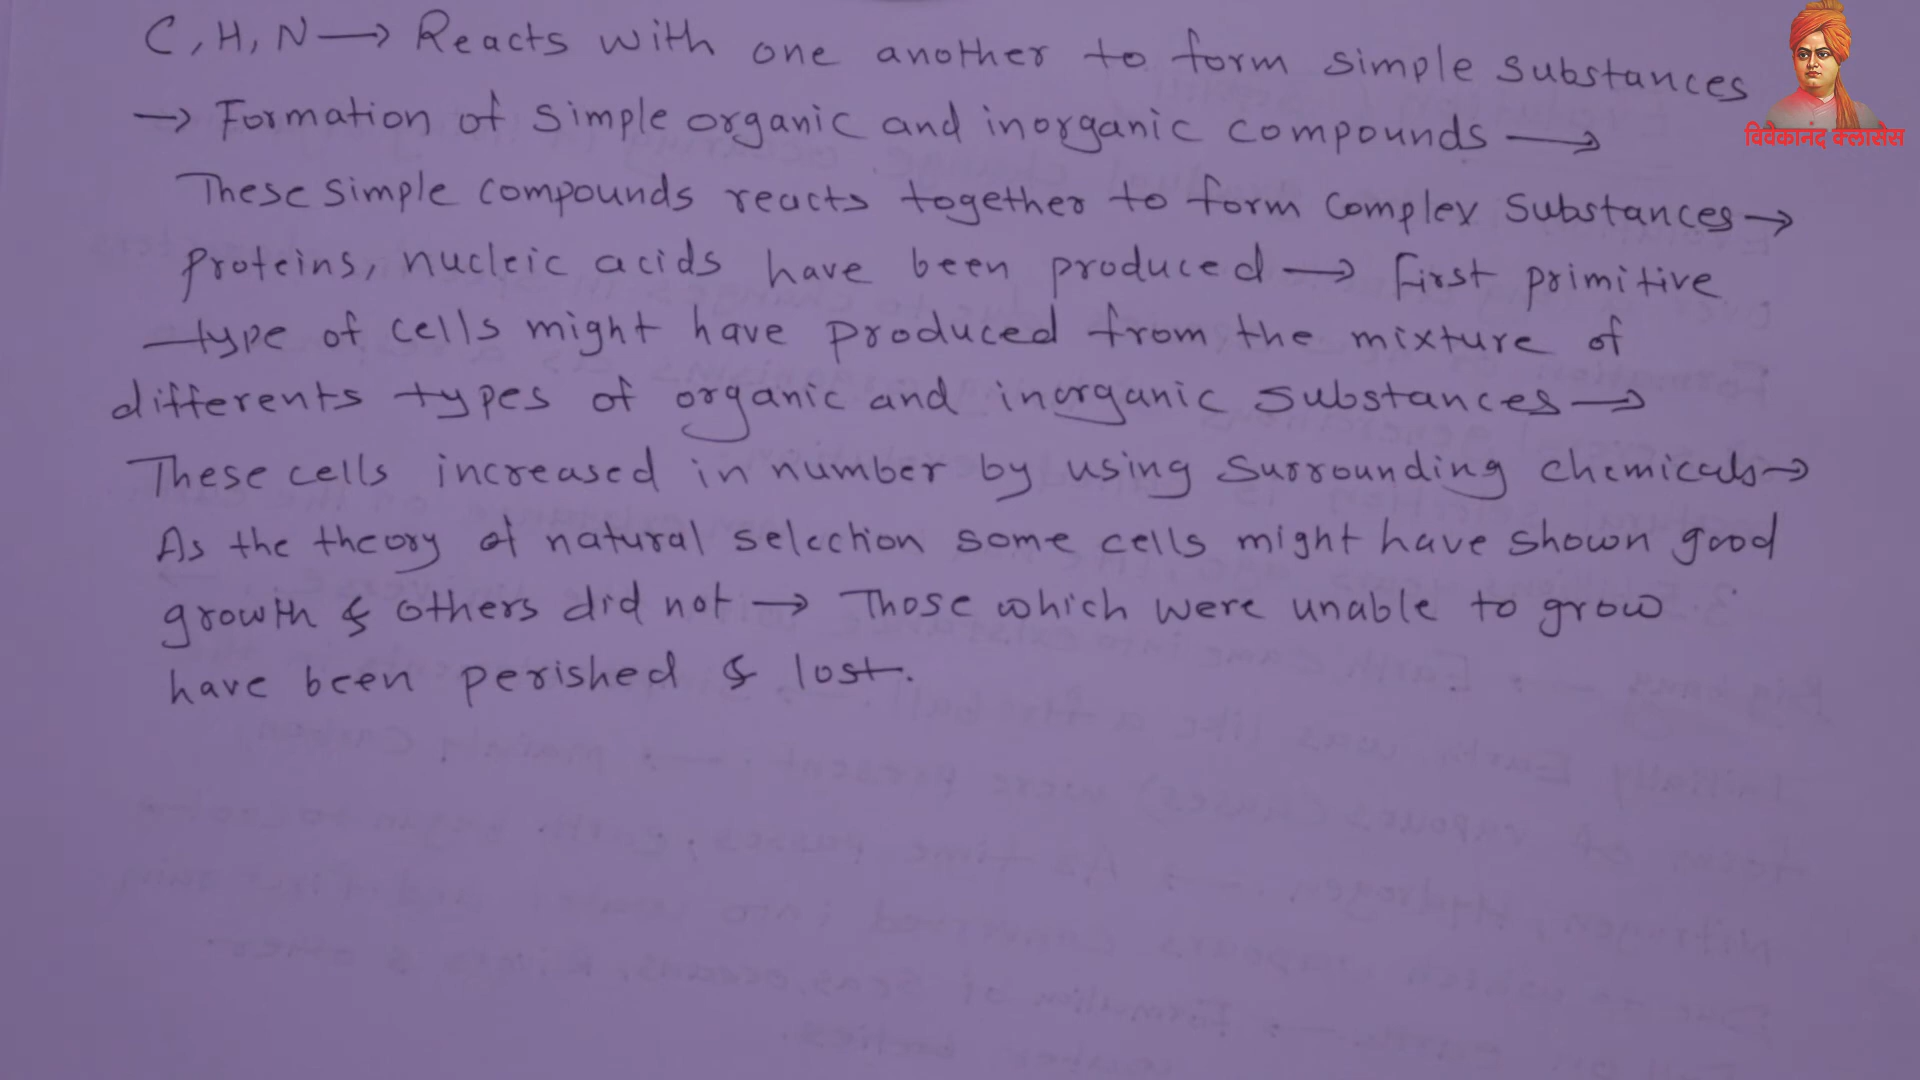 C, H, N → Reacts with one another to form simple substances
→ Formation of simple organic and inorganic compounds →
These simple compounds reacts together to form complex substances →
Proteins, nucleic acids have been produced → First primitive
type of cells might have produced from the mixture of
differents types of organic and inorganic substances →
These cells increased in number by using surrounding chemicals →
As the theory of natural selection some cells might have shown good
growth & others did not → Those which were unable to grow
have been perished & lost.
विवेकानंद क्लासेस